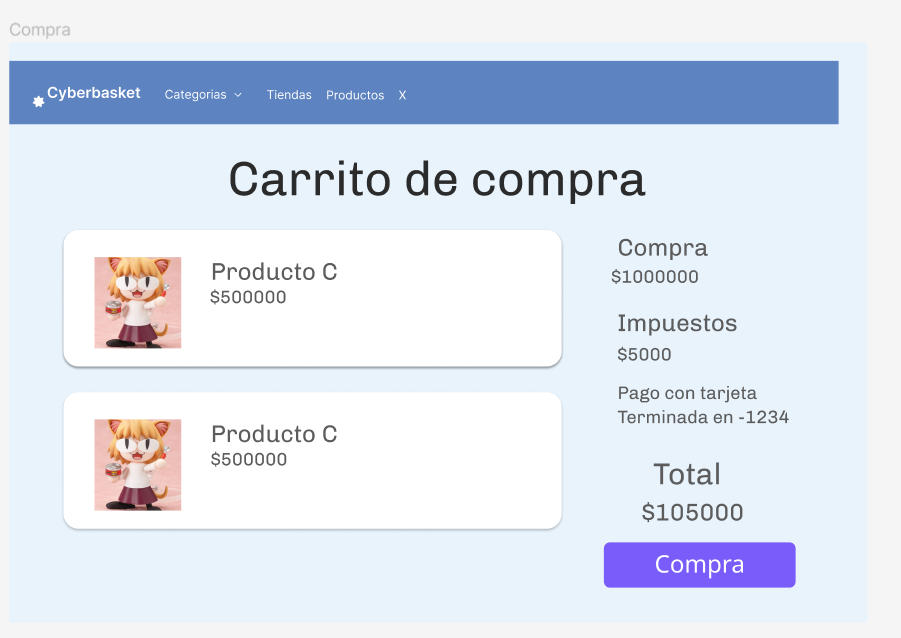 Compra
Cyberbasket Categorias Tiendas Productos X
Carrito de compra
Producto C
$500000
Producto C
$500000
Compra
$1000000
Impuestos
$5000
Pago con tarjeta
Terminada en -1234
Total
$105000
Compra